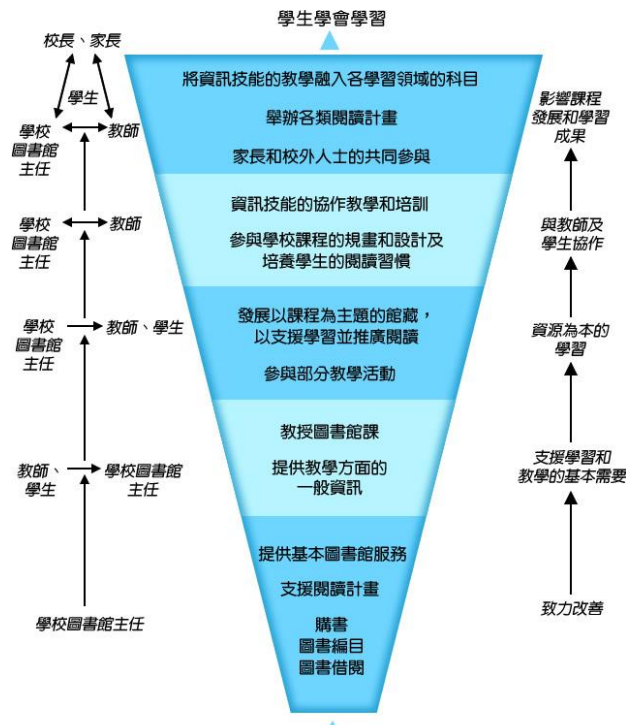 學生學會學習
校長、家長
學生
學校
圖書館
主任
教師
將資訊技能的教學融入各學習領域的科目
舉辦各類閱讀計畫
家長和校外人士的共同參與
影響課程
發展和學習
成果
學校
圖書館
主任
教師
資訊技能的協作教學和培訓
參與學校課程的規畫和設計及
培養學生的閱讀習慣
與教師及
學生協作
學校
圖書館
主任
教師、學生
發展以課程為主題的館藏，
以支援學習並推廣閱讀
參與部分教學活動
資源為本的
學習
教師、
學生
學校圖書館
主任
教授圖書館課
提供教學方面的
一般資訊
支援學習和
教學的基本需要
學校圖書館主任
提供基本圖書館服務
支援閱讀計畫
購書
圖書編目
圖書借閱
致力改善